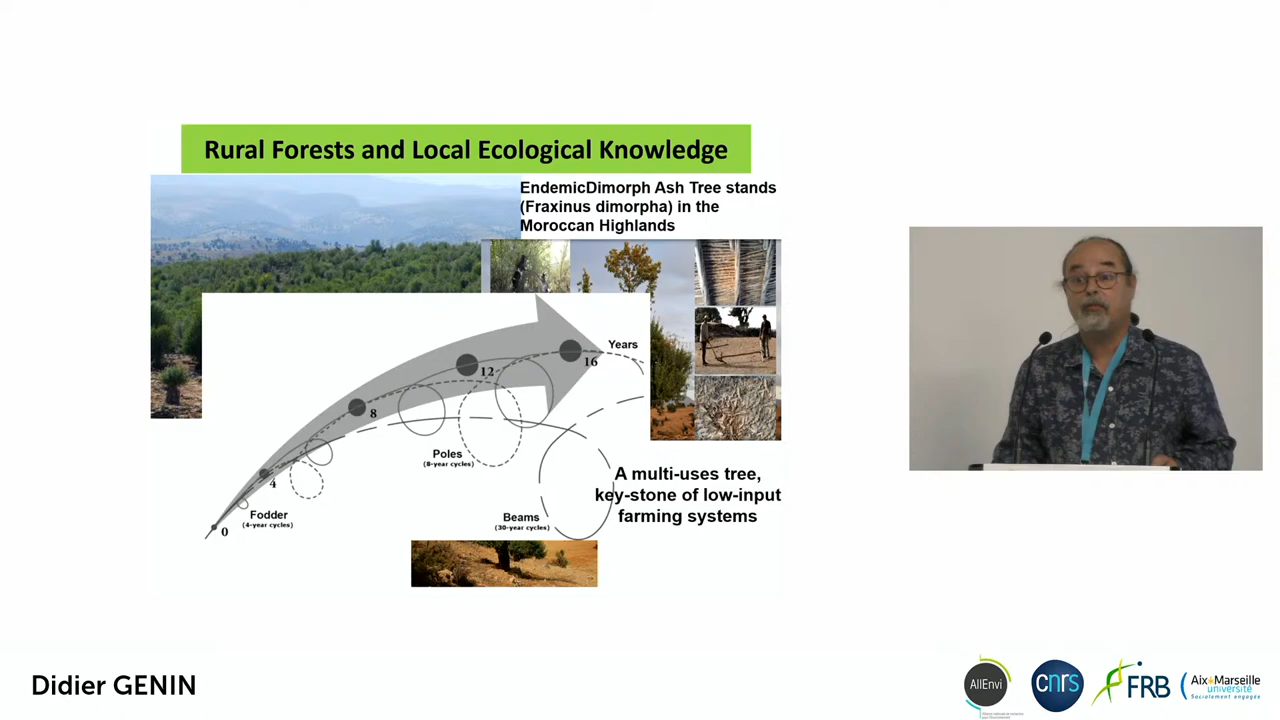 Rural Forests and Local Ecological Knowledge
EndemicDimorph Ash Tree stands
(Fraxinus dimorpha) in the
Moroccan Highlands
Years
16
12
8
4
0
Poles
(8-year cycles)
Fodder
(4-year cycles)
Beams
(30-year cycles)
A multi-uses tree,
key-stone of low-input
farming systems
Didier GENIN
AllEnvi
cnrs
FRB
Aix Marseille
université
Socialement engagée